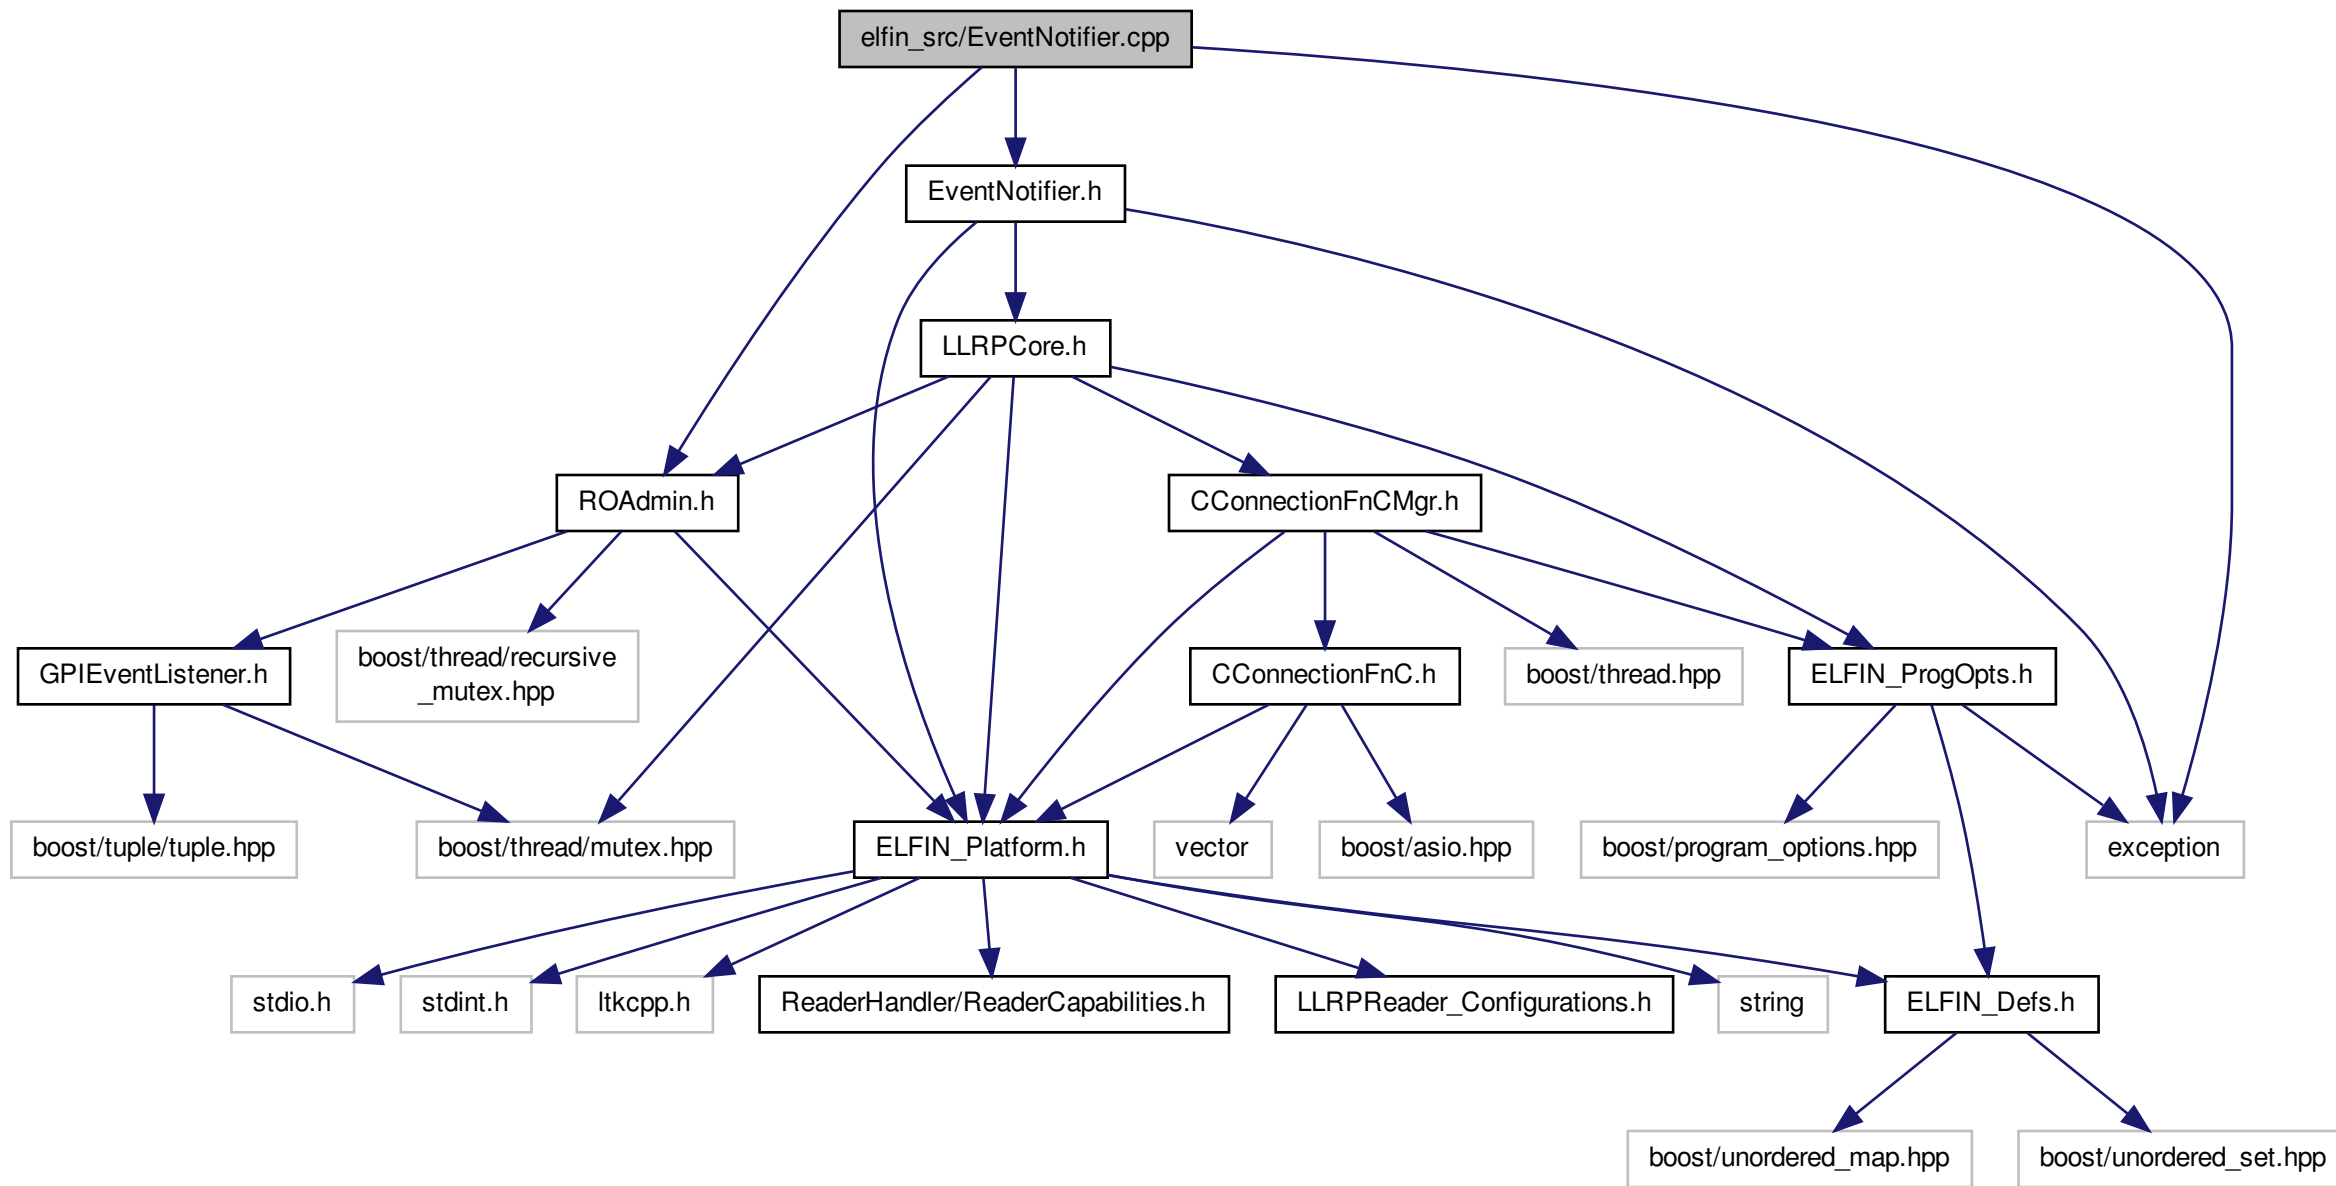 elfin_src/EventNotifier.cpp
EventNotifier.h
LLRPCore.h
ROAdmin.h
CConnectionFnCMgr.h
GPIEventListener.h
boost/thread/recursive
_mutex.hpp
CConnectionFnC.h
boost/thread.hpp
ELFIN_ProgOpts.h
boost/tuple/tuple.hpp
boost/thread/mutex.hpp
ELFIN_Platform.h
vector
boost/asio.hpp
boost/program_options.hpp
exception
stdio.h
stdint.h
ltkcpp.h
ReaderHandler/ReaderCapabilities.h
LLRPReader_Configurations.h
string
ELFIN_Defs.h
boost/unordered_map.hpp
boost/unordered_set.hpp